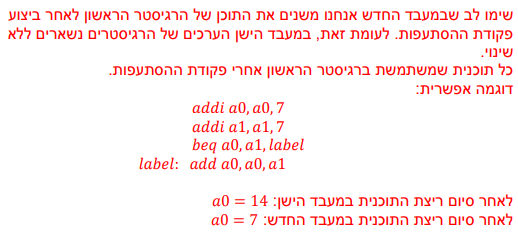 שימו לב שבמעבד החדש אנחנו משנים את התוכן של הרגיסטר הראשון לאחר ביצוע
פקודת ההסתעפות. לעומת זאת, במעבד הישן הערכים של הרגיסטרים נשארים ללא
שינוי.
כל תוכנית שמשתמשת ברגיסטר הראשון אחרי פקודת ההסתעפות.
דוגמה אפשרית:
addi a0, a0, 7
addi a1, a1, 7
beq a0, a1, label
label: add a0, a0, a1
לאחר סיום ריצת התוכנית במעבד הישן: a0 = 14
לאחר סיום ריצת התוכנית במעבד החדש: a0 = 7